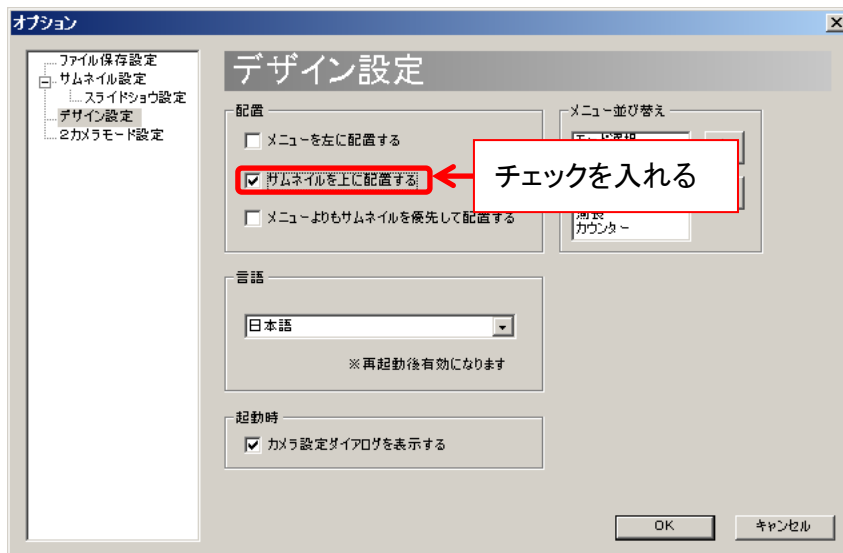 オプション
ファイル保存設定
サムネイル設定
スライドショウ設定
デザイン設定
2カメラモード設定
デザイン設定
配置
メニューを左に配置する
サムネイルを上に配置する
メニューよりもサムネイルを優先して配置する
メニュー並び替え
チェックを入れる
カウンター
言語
日本語
※再起動後有効になります
起動時
カメラ設定ダイアログを表示する
OK
キャンセル